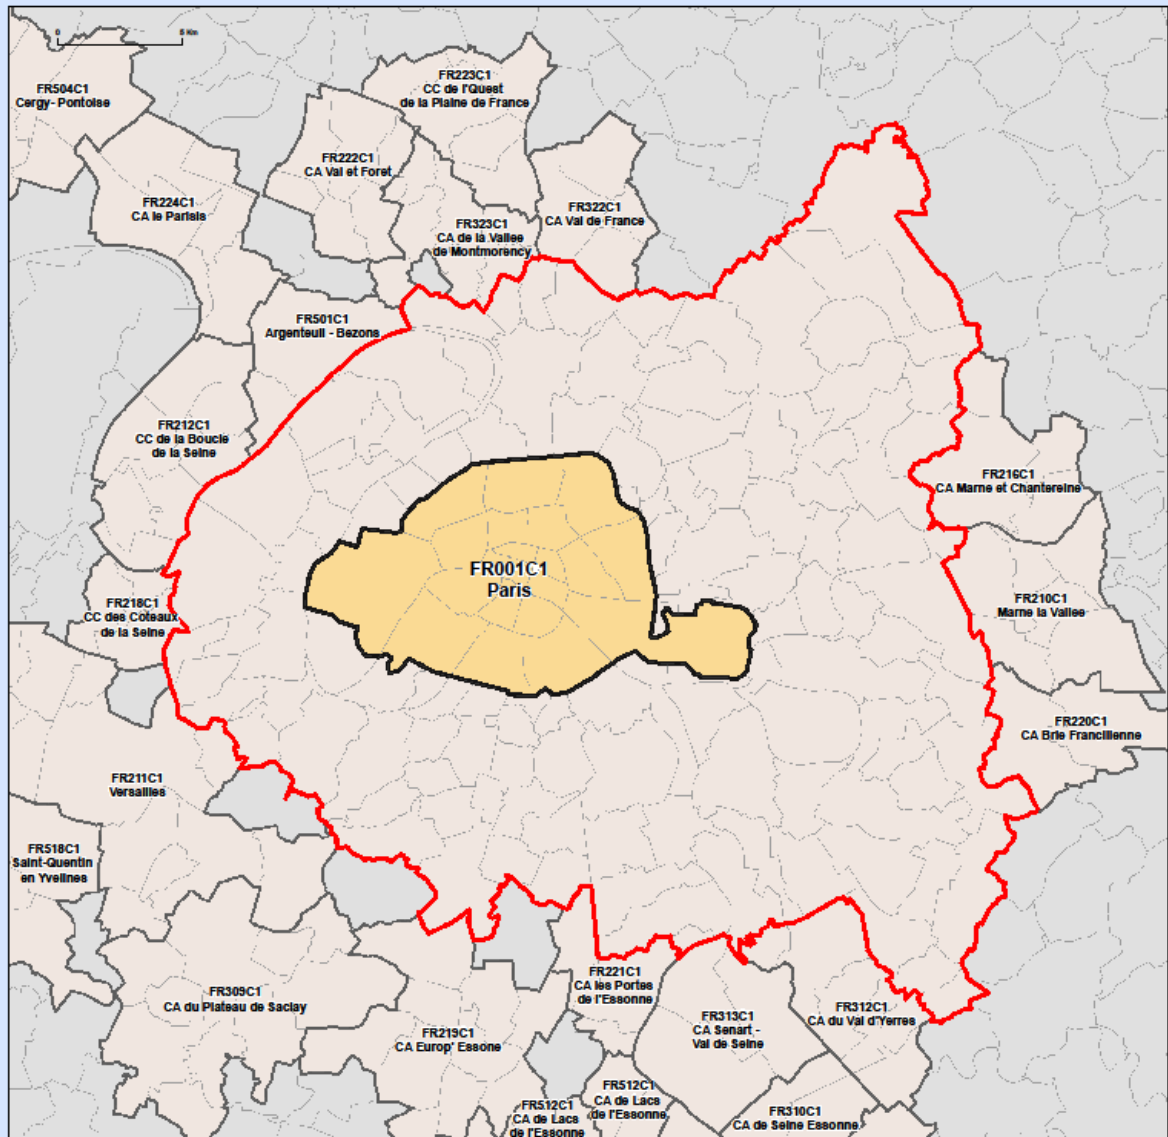 0 5 Km
FR504C1
Cergy- Pontoise
FR223C1
CC de l'Ouest
de la Plaine de France
FR222C1
CA Val et Foret
FR224C1
CA le Parisis
FR322C1
CA Val de France
FR323C1
CA de la Vallee
de Montmorency
FR501C1
Argenteuil - Bezons
FR212C1
CC de la Boucle
de la Seine
FR216C1
CA Marne et Chantereine
FR001C1
Paris
FR218C1
CC des Coteaux
de la Seine
FR210C1
Marne la Vallee
FR220C1
CA Brie Francilienne
FR211C1
Versailles
FR518C1
Saint-Quentin
en Yvelines
FR309C1
CA du Plateau de Saclay
FR221C1
CA les Portes
de l'Essonne
FR312C1
CA du Val d'Yerres
FR313C1
CA Senart -
Val de Seine
FR219C1
CA Europ' Essone
FR512C1
CA de Lacs
de l'Essonne
FR512C1
CA de Lacs
de l'Essonne
FR310C1
CA de Seine Essonne